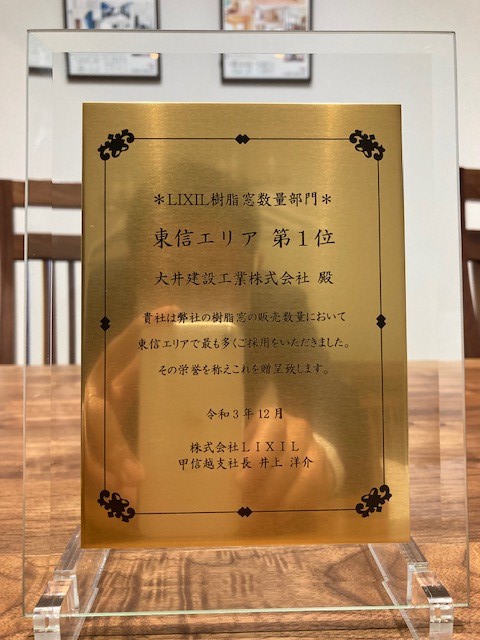 ＊LIXIL樹脂窓数量部門＊
東信エリア 第1位
大井建設工業株式会社 殿
貴社は弊社の樹脂窓の販売数量において
東信エリアで最も多くご採用をいただきました。
その栄誉を称えこれを贈呈致します。
令和3年12月
株式会社ＬＩＸＩＬ
甲信越支社長 井上 洋介